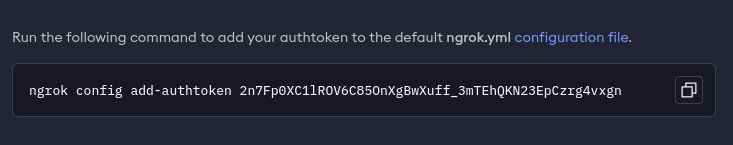 Run the following command to add your authtoken to the default ngrok.yml configuration file.
ngrok config add-authtoken 2n7Fp0XC1lROV6C85OnXgBwXuff_3mTEhQKN23EpCzrg4vxgn